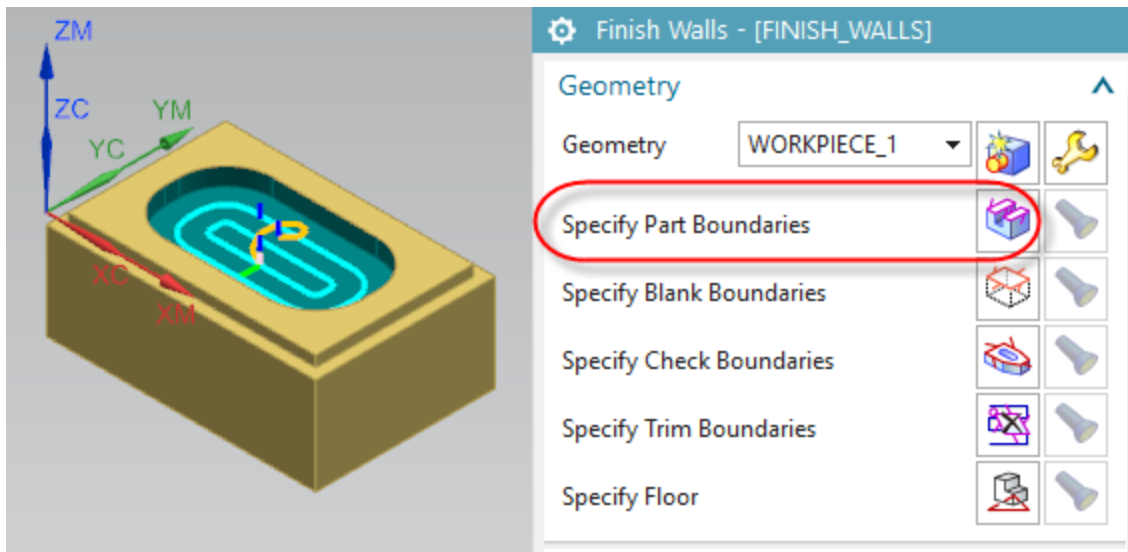 ZM
ZC
YM
YC
XC
XM
Finish Walls - [FINISH_WALLS]
Geometry
Geometry WORKPIECE_1
Specify Part Boundaries
Specify Blank Boundaries
Specify Check Boundaries
Specify Trim Boundaries
Specify Floor